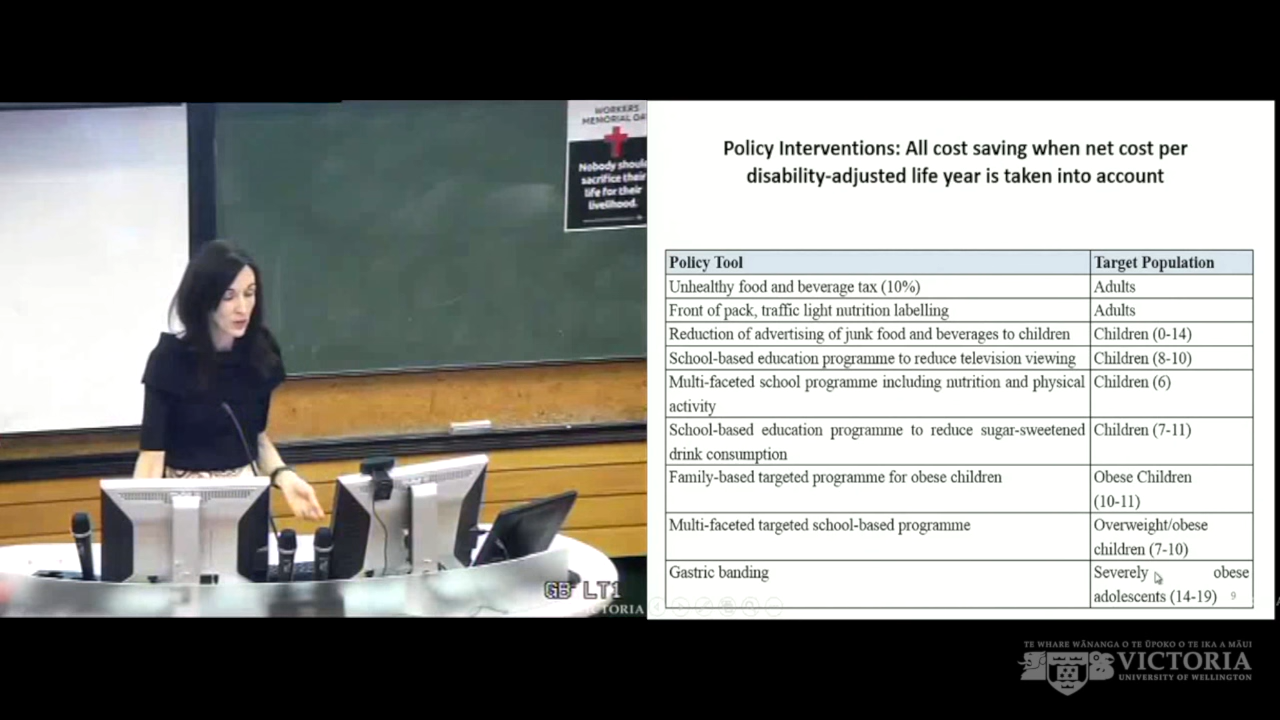 WORKERS
MEMORIAL DA
Nobody shoul
sacrifice their
life for their
livelihood.
GB LT1
VICTORIA
Policy Interventions: All cost saving when net cost per
disability-adjusted life year is taken into account
Policy Tool
Target Population
Unhealthy food and beverage tax (10%)
Adults
Front of pack, traffic light nutrition labelling
Adults
Reduction of advertising of junk food and beverages to children
Children (0-14)
School-based education programme to reduce television viewing
Children (8-10)
Multi-faceted school programme including nutrition and physical
activity
Children (6)
School-based education programme to reduce sugar-sweetened
drink consumption
Children (7-11)
Family-based targeted programme for obese children
Obese Children
(10-11)
Multi-faceted targeted school-based programme
Overweight/obese
children (7-10)
Gastric banding
Severely obese
adolescents (14-19)
9
TE WHARE WĀNANGA O TE ŪPOKO O TE IKA A MĀUI
VICTORIA
UNIVERSITY OF WELLINGTON